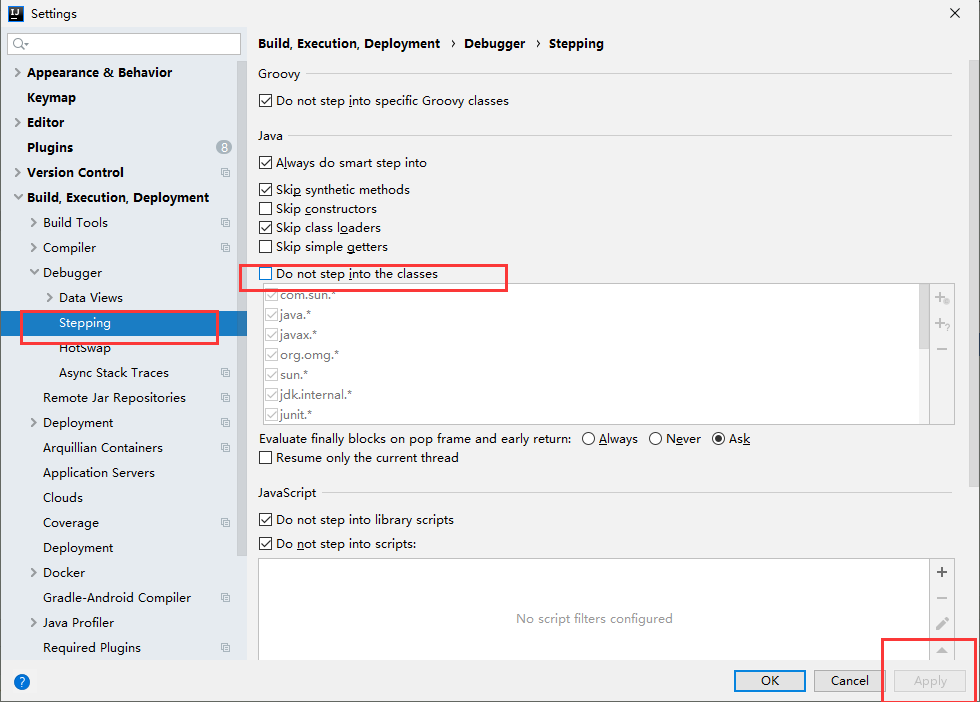 Settings
Appearance & Behavior
Keymap
Editor
Plugins 8
Version Control
Build, Execution, Deployment
Build Tools
Compiler
Debugger
Data Views
Stepping
HotSwap
Async Stack Traces
Remote Jar Repositories
Deployment
Arquillian Containers
Application Servers
Clouds
Coverage
Deployment
Docker
Gradle-Android Compiler
Java Profiler
Required Plugins
Build, Execution, Deployment › Debugger › Stepping
Groovy
Do not step into specific Groovy classes
Java
Always do smart step into
Skip synthetic methods
Skip constructors
Skip class loaders
Skip simple getters
Do not step into the classes
com.sun.*
java.*
javax.*
org.omg.*
sun.*
jdk.internal.*
junit.*
Evaluate finally blocks on pop frame and early return: Always Never Ask
Resume only the current thread
JavaScript
Do not step into library scripts
Do not step into scripts:
No script filters configured
? OK Cancel Apply